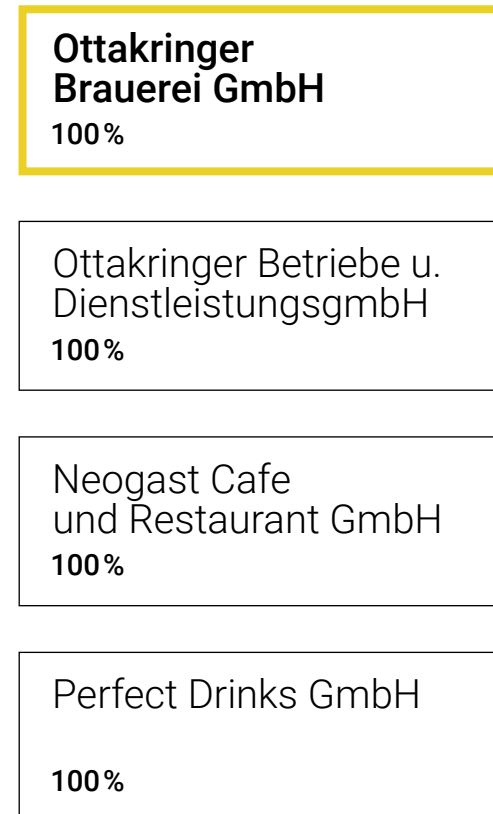 Ottakringer
Brauerei GmbH
100 %
Ottakringer Betriebe u.
DienstleistungsgmbH
100 %
Neogast Cafe
und Restaurant GmbH
100 %
Perfect Drinks GmbH
100 %